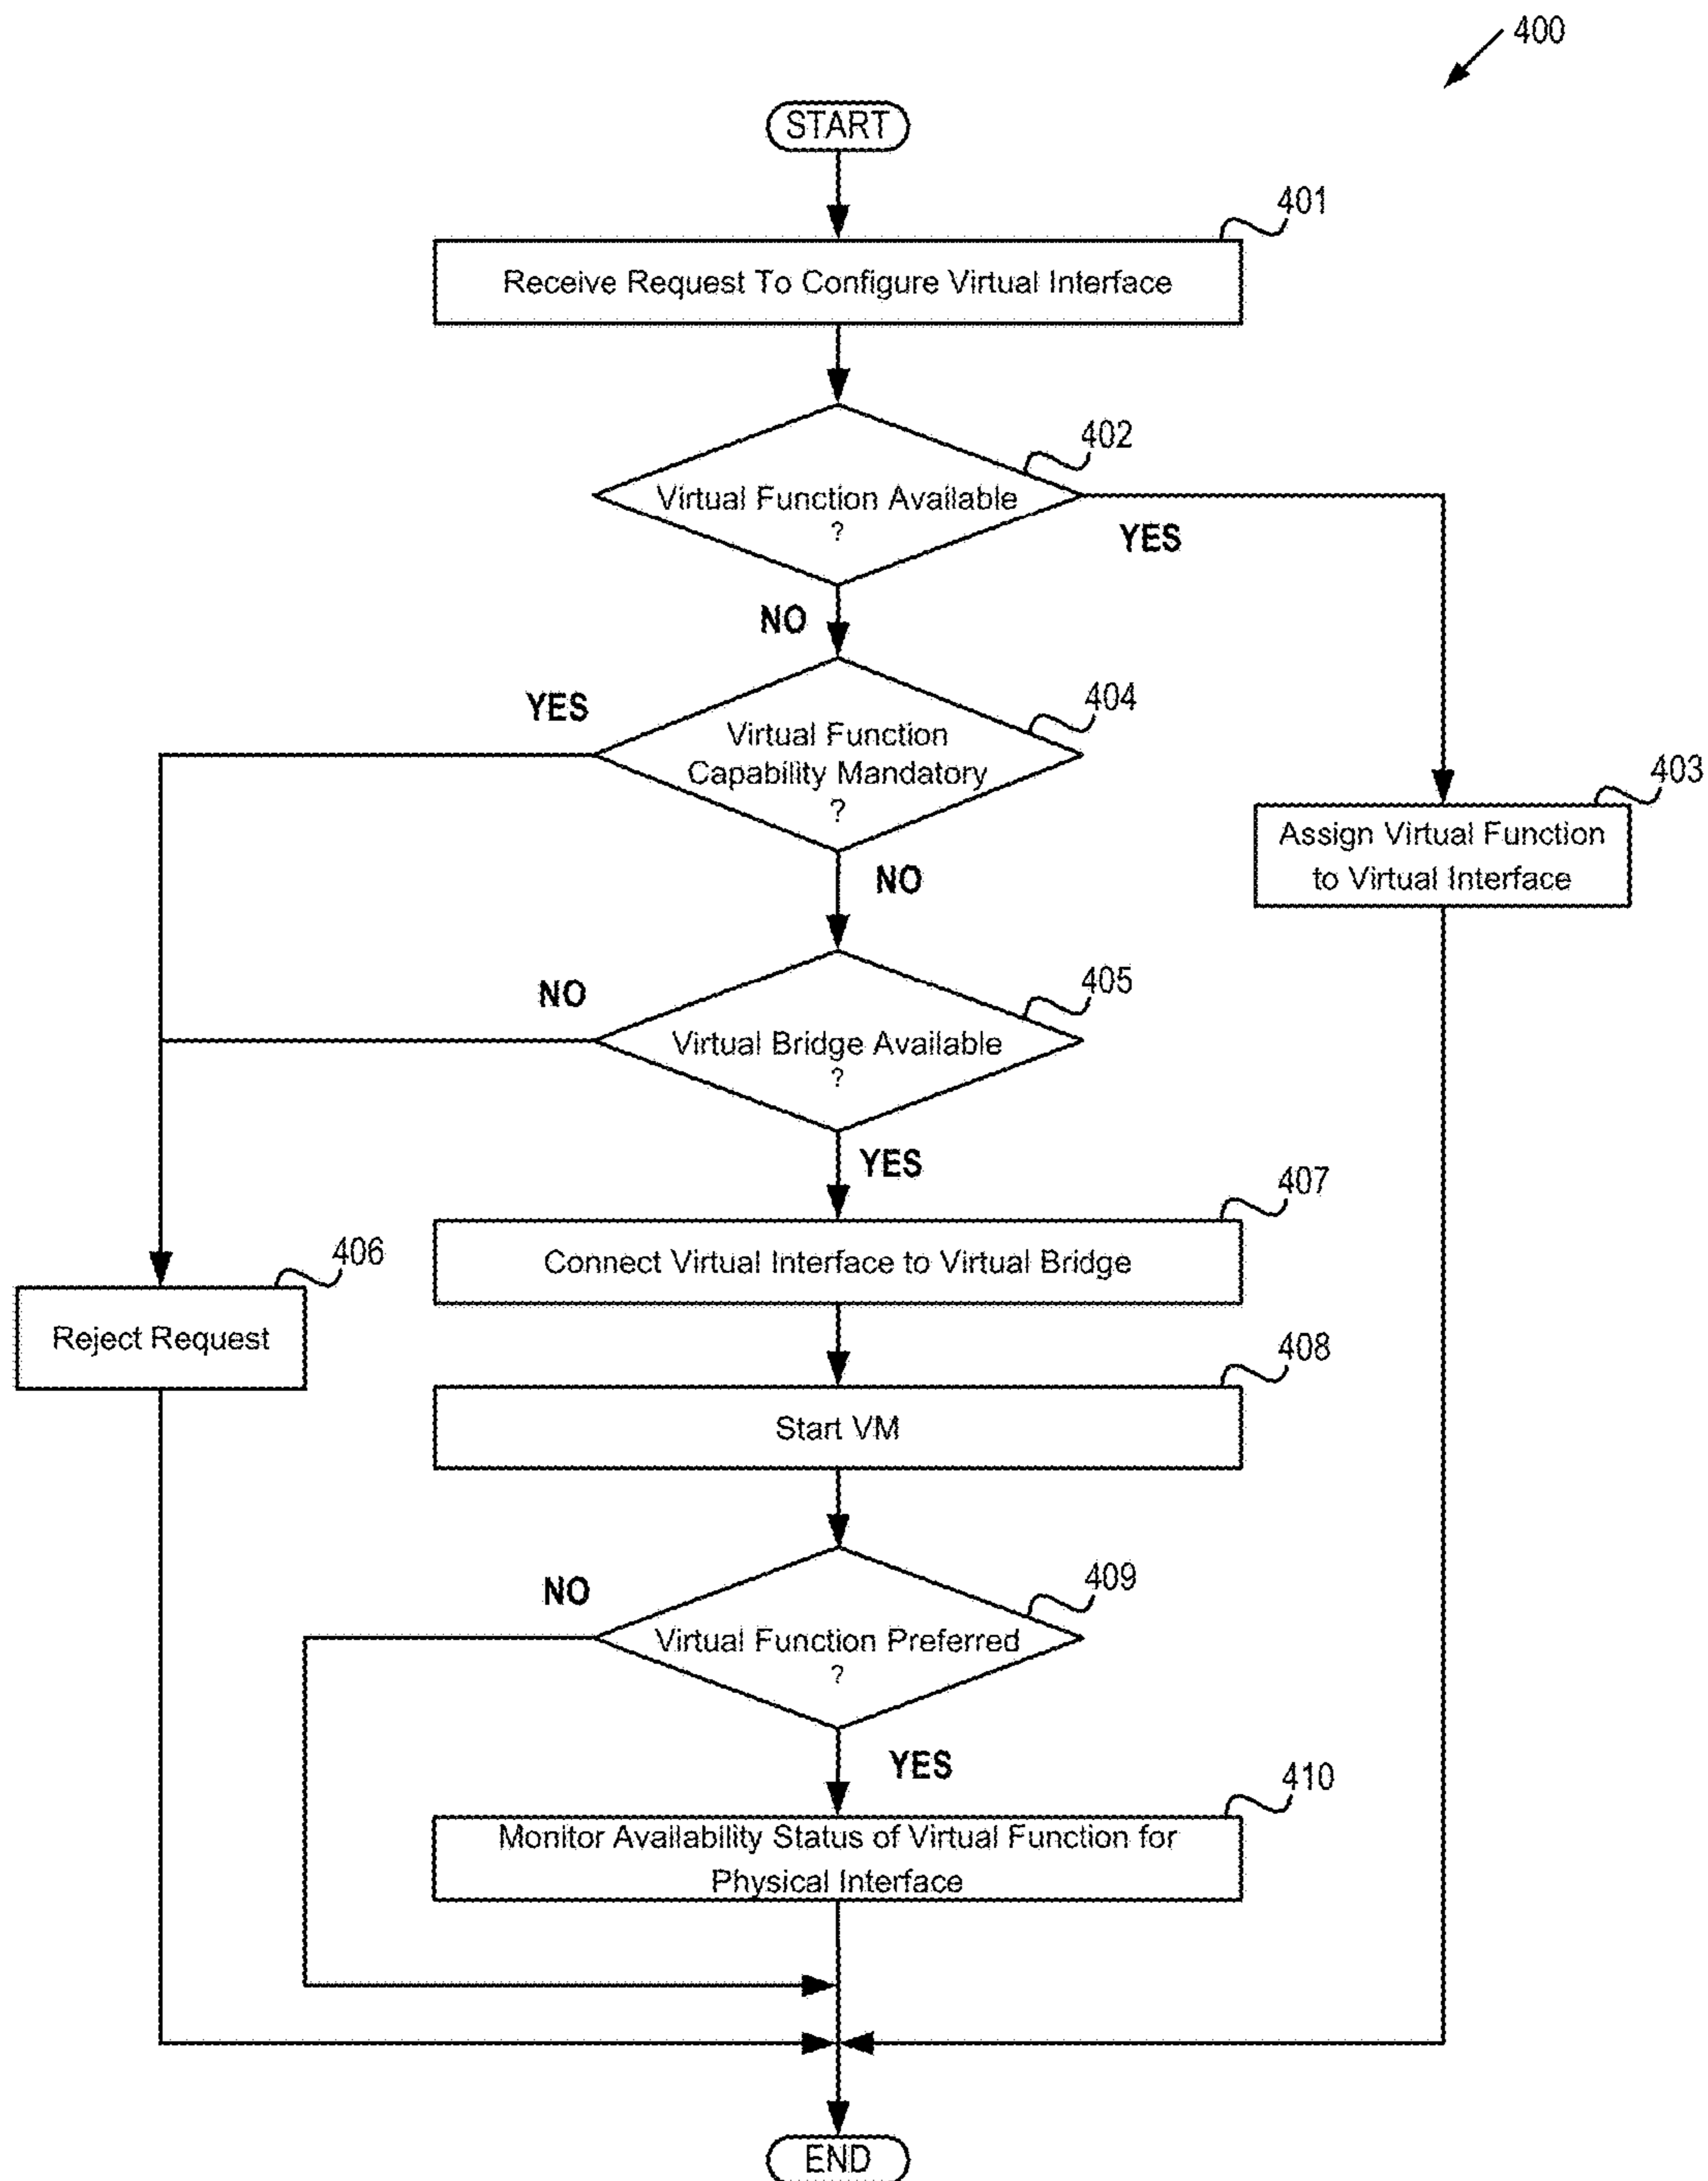 400
START
401
Receive Request To Configure Virtual Interface
402
Virtual Function Available
?
YES
NO
YES
404
Virtual Function
Capability Mandatory
?
403
Assign Virtual Function
to Virtual Interface
NO
NO
405
Virtual Bridge Available
?
YES
407
Connect Virtual Interface to Virtual Bridge
406
Reject Request
408
Start VM
NO
409
Virtual Function Preferred
?
YES
410
Monitor Availability Status of Virtual Function for
Physical Interface
END